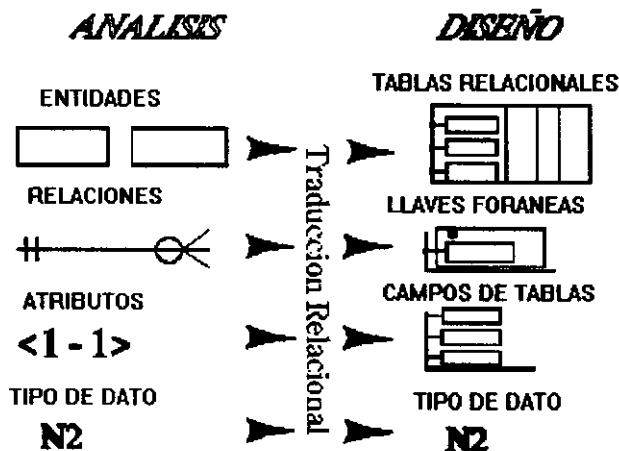 ANALISIS
DISEÑO
ENTIDADES
TABLAS RELACIONALES
RELACIONES
LLAVES FORANEAS
ATRIBUTOS
<1 - 1>
CAMPOS DE TABLAS
TIPO DE DATO
N2
Traduccion Relacional
TIPO DE DATO
N2